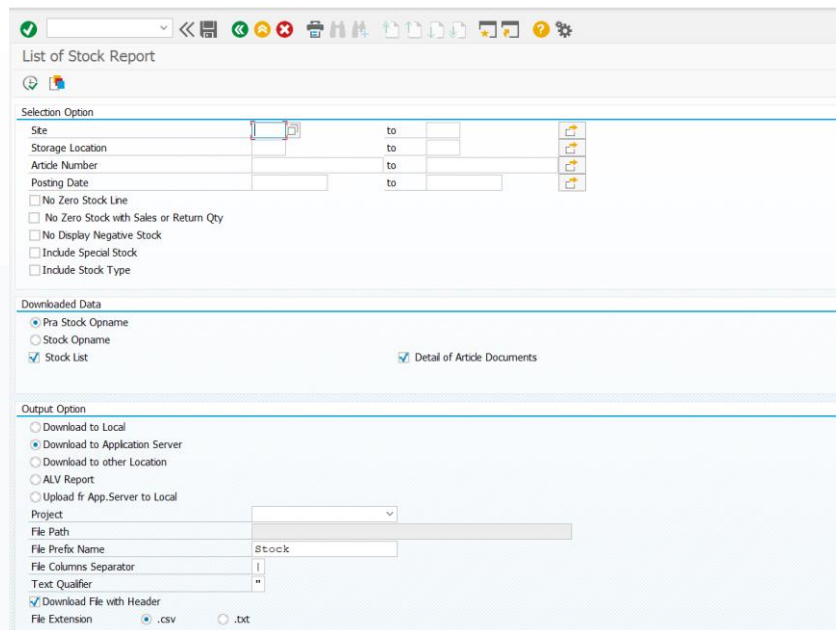 List of Stock Report
Selection Option
Site to
Storage Location to
Article Number to
Posting Date to
No Zero Stock Line
No Zero Stock with Sales or Return Qty
No Display Negative Stock
Include Special Stock
Include Stock Type
Downloaded Data
Pra Stock Opname
Stock Opname
Stock List Detail of Article Documents
Output Option
Download to Local
Download to Application Server
Download to other Location
ALV Report
Upload fr App.Server to Local
Project
File Path
File Prefix Name Stock
File Columns Separator |
Text Qualifier "
Download File with Header
File Extension .csv .txt